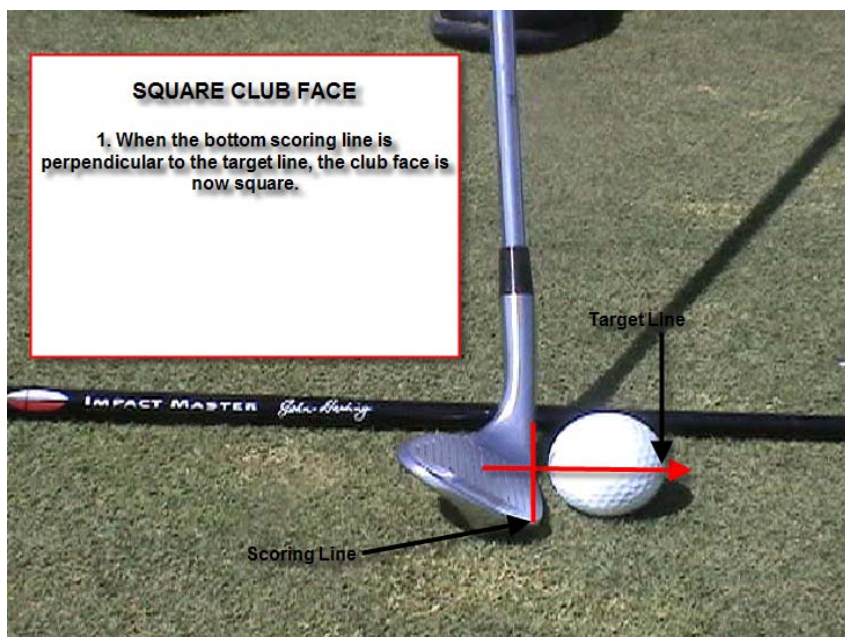 SQUARE CLUB FACE
1. When the bottom scoring line is
perpendicular to the target line, the club face is
now square.
Target Line
IMPACT MASTER
Scoring Line